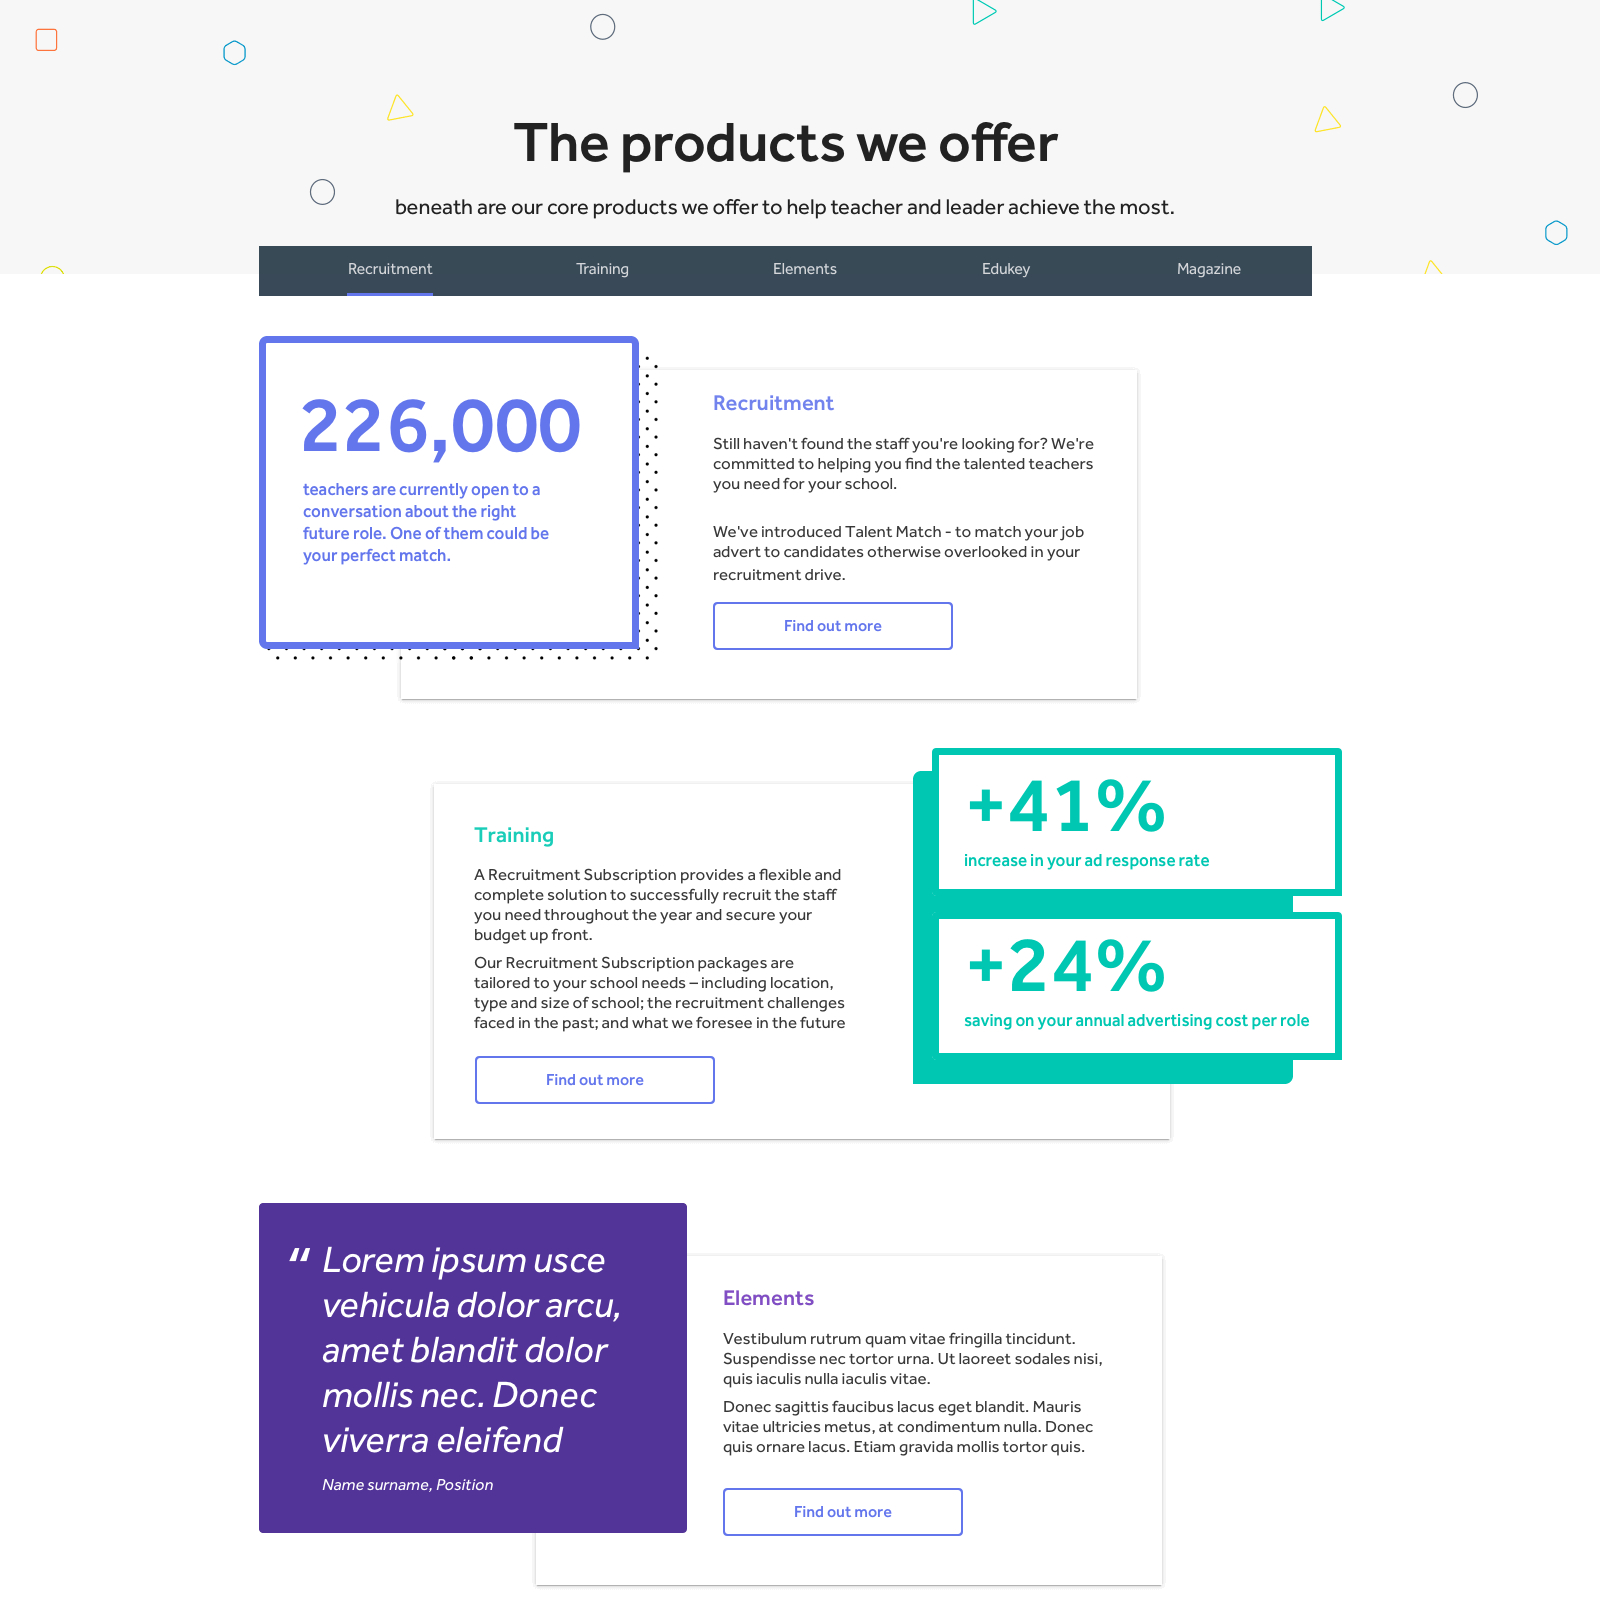 The products we offer
beneath are our core products we offer to help teacher and leader achieve the most.
Recruitment Training Elements Edukey Magazine
226,000
teachers are currently open to a
conversation about the right
future role. One of them could be
your perfect match.
Recruitment
Still haven't found the staff you're looking for? We're
committed to helping you find the talented teachers
you need for your school.
We've introduced Talent Match - to match your job
advert to candidates otherwise overlooked in your
recruitment drive.
Find out more
Training
A Recruitment Subscription provides a flexible and
complete solution to successfully recruit the staff
you need throughout the year and secure your
budget up front.
Our Recruitment Subscription packages are
tailored to your school needs – including location,
type and size of school; the recruitment challenges
faced in the past; and what we foresee in the future
Find out more
+41%
increase in your ad response rate
+24%
saving on your annual advertising cost per role
“ Lorem ipsum usce
vehicula dolor arcu,
amet blandit dolor
mollis nec. Donec
viverra eleifend
Name surname, Position
Elements
Vestibulum rutrum quam vitae fringilla tincidunt.
Suspendisse nec tortor urna. Ut laoreet sodales nisi,
quis iaculis nulla iaculis vitae.
Donec sagittis faucibus lacus eget blandit. Mauris
vitae ultricies metus, at condimentum nulla. Donec
quis ornare lacus. Etiam gravida mollis tortor quis.
Find out more